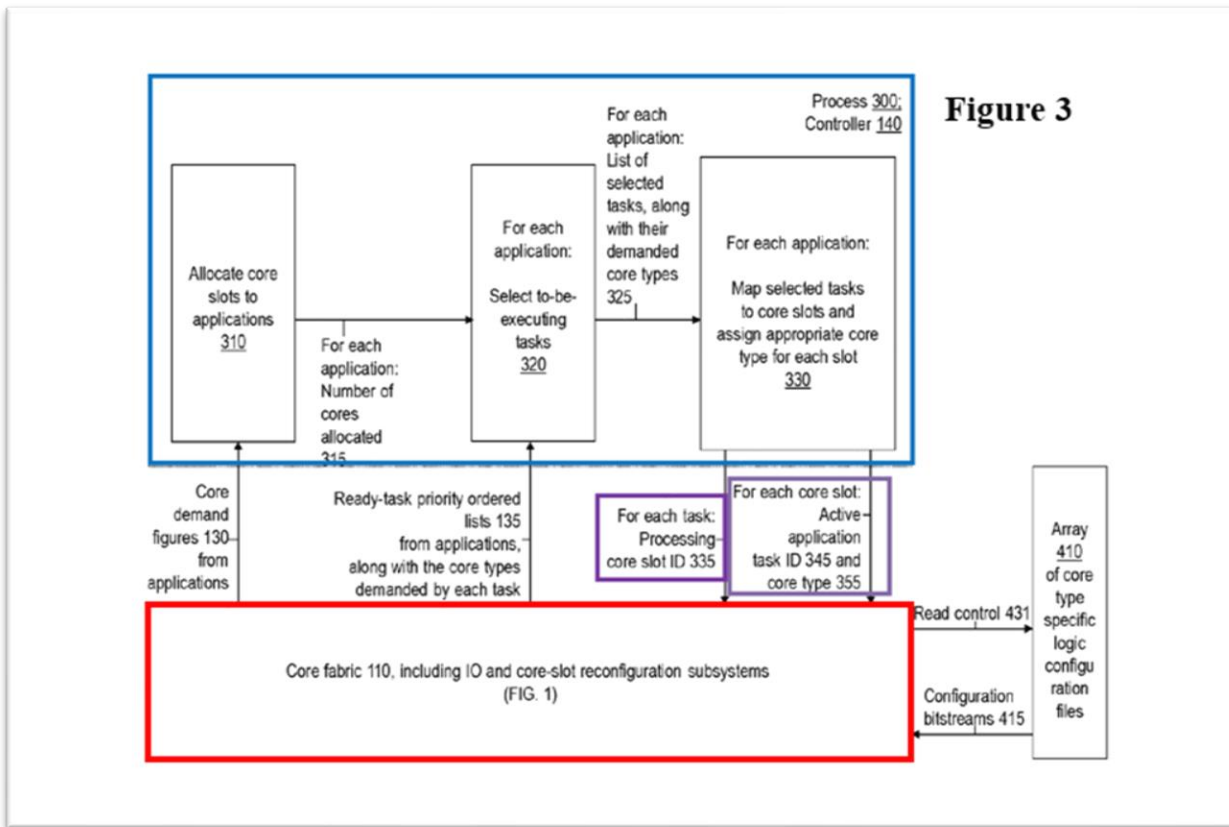 Process 300;
Controller 140
Figure 3
Allocate core
slots to
applications
310
For each
application:
Number of
cores
allocated
315
For each
application:
Select to-be-
executing
tasks
320
For each
application:
List of
selected
tasks, along
with their
demanded
core types
325
For each application:
Map selected tasks
to core slots and
assign appropriate core
type for each slot
330
Core
demand
figures 130
from
applications
Ready-task priority ordered
lists 135
from applications,
along with the core types
demanded by each task
For each task:
Processing
core slot ID 335
For each core slot:
Active
application
task ID 345 and
core type 355
Core fabric 110, including IO and core-slot reconfiguration subsystems
(FIG. 1)
Read control 431
Configuration
bitstreams 415
Array
410
of core
type
specific
logic
configu
ration
files